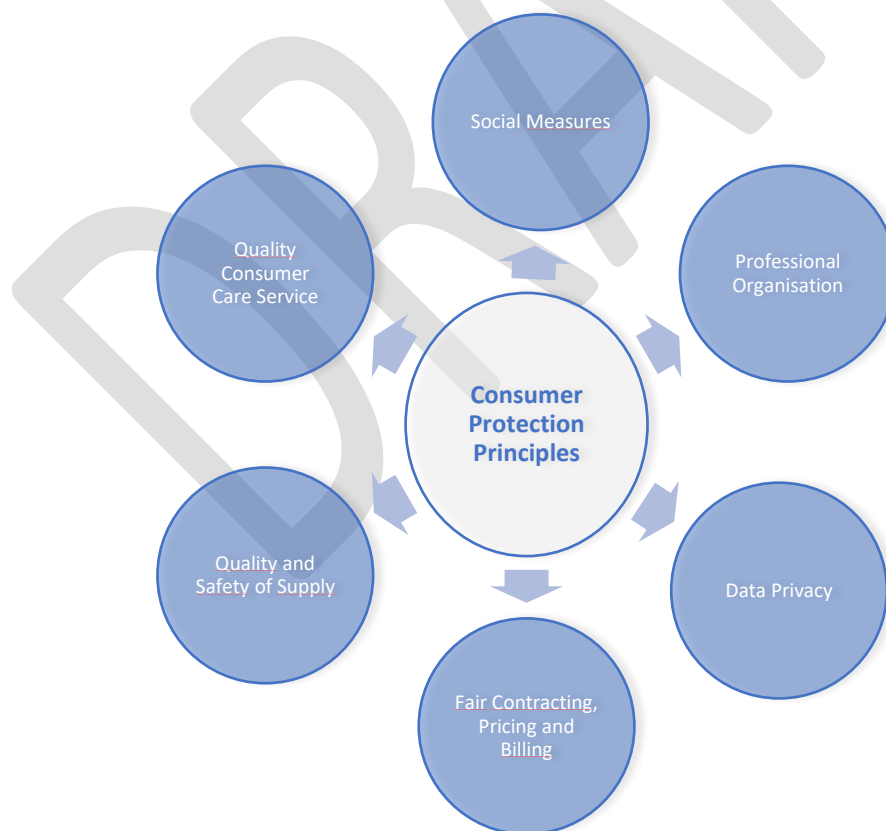 Social Measures
Quality
Consumer
Care Service
Professional
Organisation
Consumer
Protection
Principles
Quality and
Safety of Supply
Data Privacy
Fair Contracting,
Pricing and
Billing
DRA